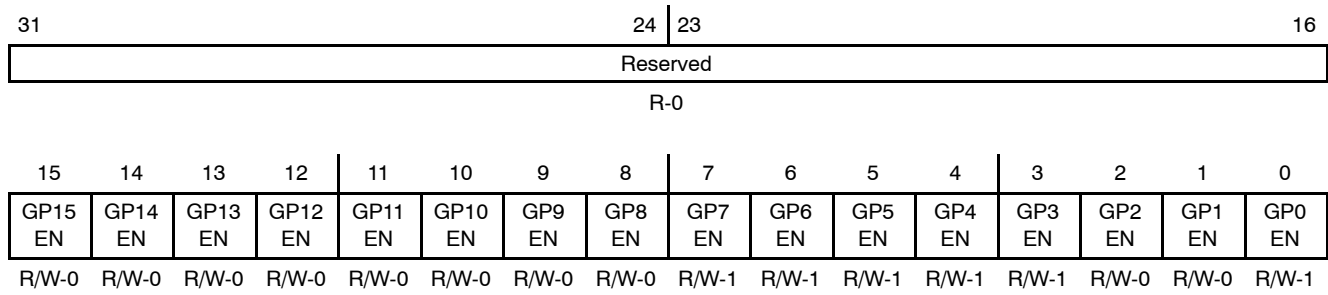 31 24 23 16
Reserved
R-0
15 14 13 12 11 10 9 8 7 6 5 4 3 2 1 0
GP15 GP14 GP13 GP12 GP11 GP10 GP9 GP8 GP7 GP6 GP5 GP4 GP3 GP2 GP1 GP0
EN EN EN EN EN EN EN EN EN EN EN EN EN EN EN EN
R/W-0 R/W-0 R/W-0 R/W-0 R/W-0 R/W-0 R/W-0 R/W-0 R/W-1 R/W-1 R/W-1 R/W-1 R/W-1 R/W-0 R/W-0 R/W-1